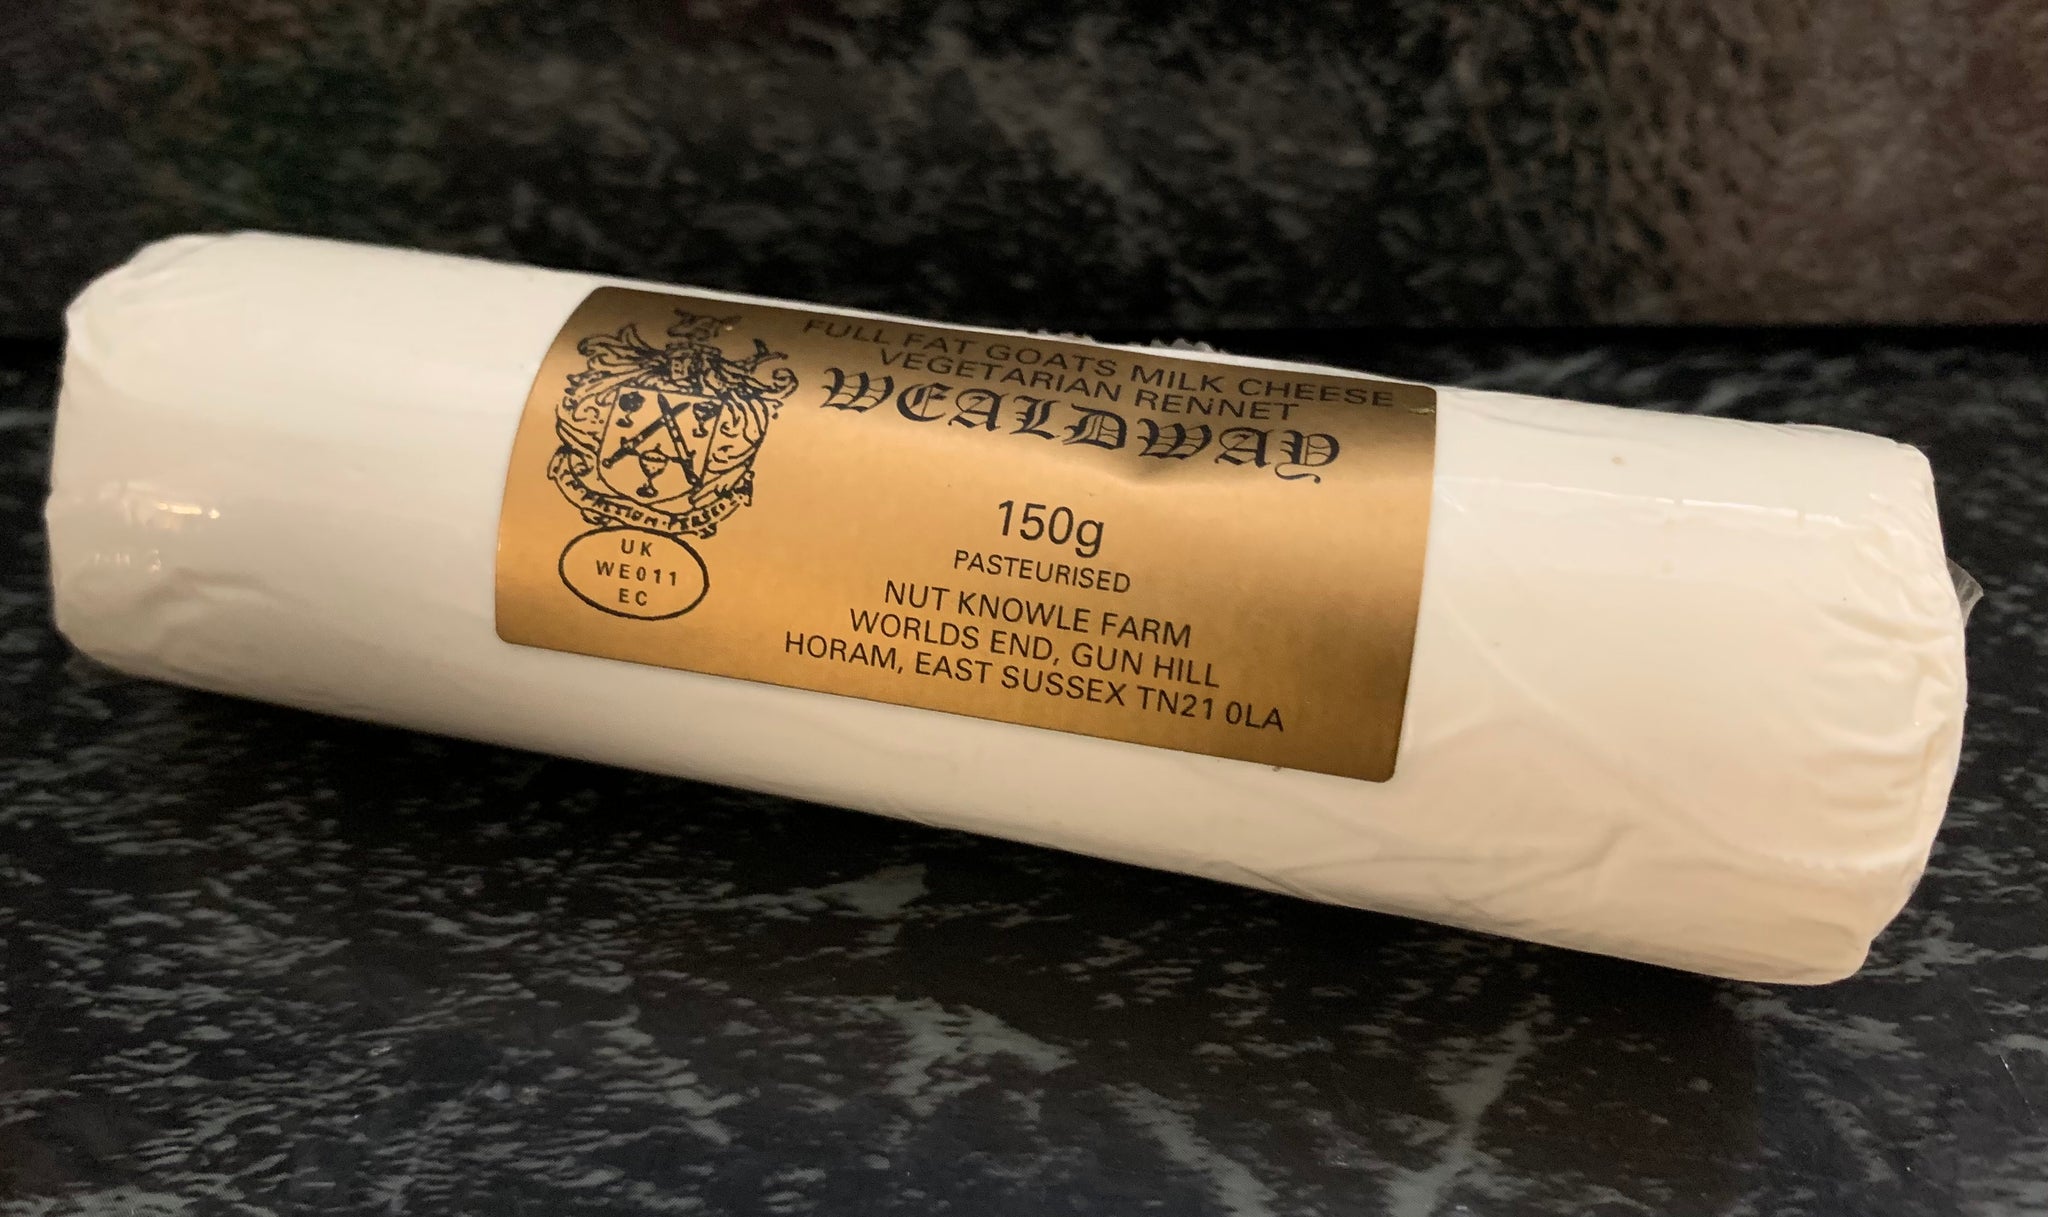 FULL FAT GOATS MILK CHEESE
VEGETARIAN RENNET
WEALDWAY
150g
PASTEURISED
NUT KNOWLE FARM
WORLDS END, GUN HILL
HORAM, EAST SUSSEX TN21 0LA
UK
WE011
EC